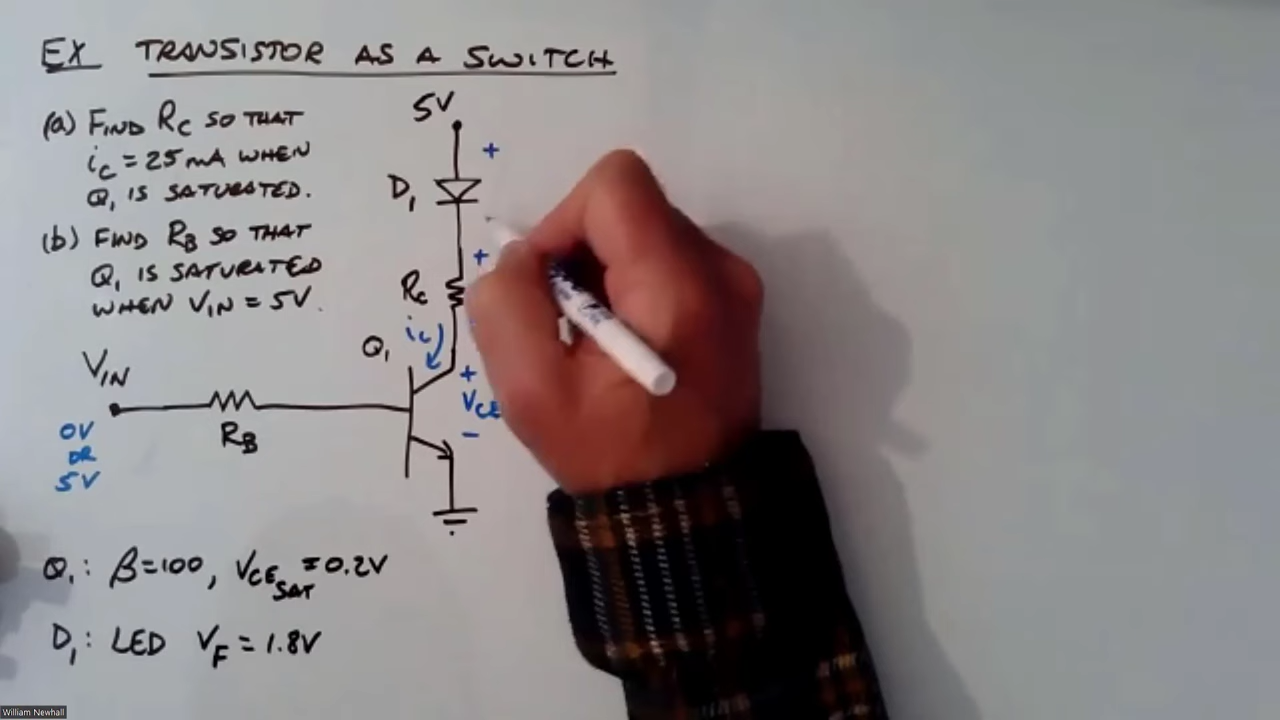 EX TRANSISTOR AS A SWITCH
(a) FIND RC SO THAT
iC = 25 mA WHEN
Q1 IS SATURATED.
(b) FIND RB SO THAT
Q1 IS SATURATED
WHEN VIN = 5V.
5V
+
D1
+
RC
iC
Q1
+
VCE
-
VIN
RB
0V
OR
5V
Q1: β=100, VCESAT = 0.2V
D1: LED VF = 1.8V
William Newhall